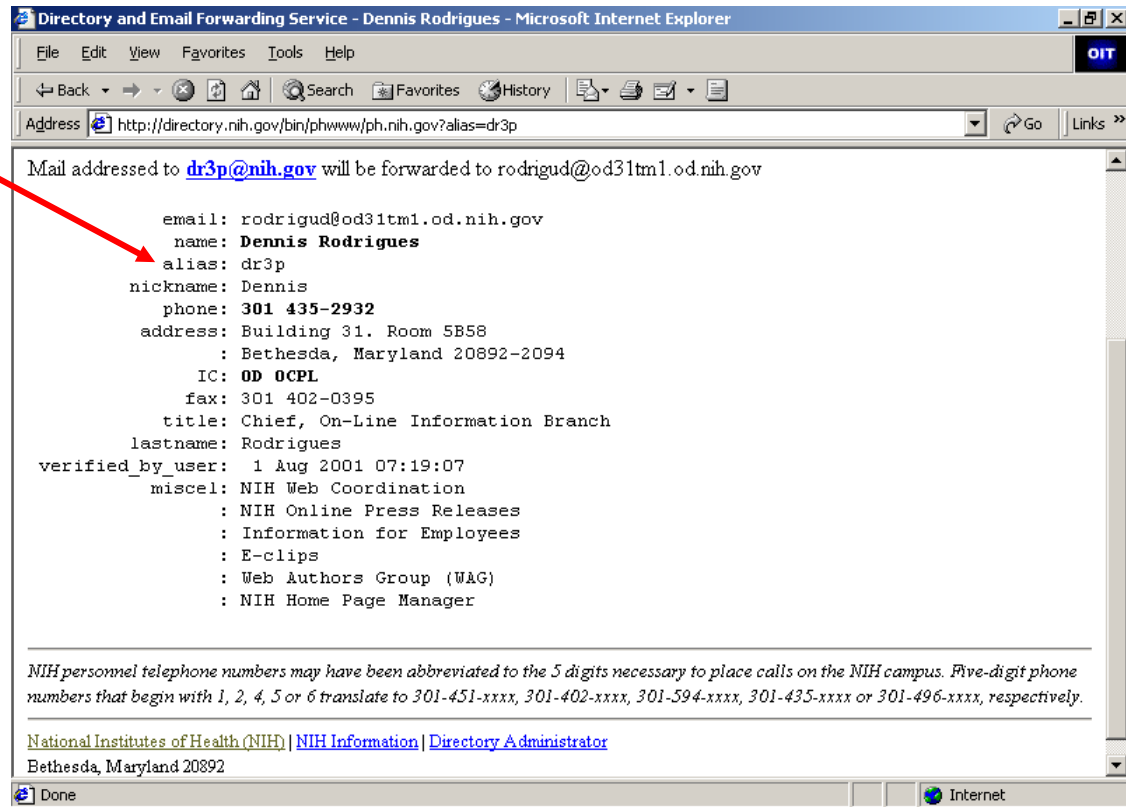 Directory and Email Forwarding Service - Dennis Rodrigues - Microsoft Internet Explorer
File Edit View Favorites Tools Help
OIT
Back Search Favorites History
Address http://directory.nih.gov/bin/phwww/ph.nih.gov?alias=dr3p Go Links »
Mail addressed to dr3p@nih.gov will be forwarded to rodrigud@od31tm1.od.nih.gov
email: rodrigud@od31tm1.od.nih.gov
name: Dennis Rodrigues
alias: dr3p
nickname: Dennis
phone: 301 435-2932
address: Building 31. Room 5B58
: Bethesda, Maryland 20892-2094
IC: OD OCPL
fax: 301 402-0395
title: Chief, On-Line Information Branch
lastname: Rodrigues
verified_by_user: 1 Aug 2001 07:19:07
miscel: NIH Web Coordination
: NIH Online Press Releases
: Information for Employees
: E-clips
: Web Authors Group (WAG)
: NIH Home Page Manager
NIH personnel telephone numbers may have been abbreviated to the 5 digits necessary to place calls on the NIH campus. Five-digit phone
numbers that begin with 1, 2, 4, 5 or 6 translate to 301-451-xxxx, 301-402-xxxx, 301-594-xxxx, 301-435-xxxx or 301-496-xxxx, respectively.
National Institutes of Health (NIH) | NIH Information | Directory Administrator
Bethesda, Maryland 20892
Done Internet